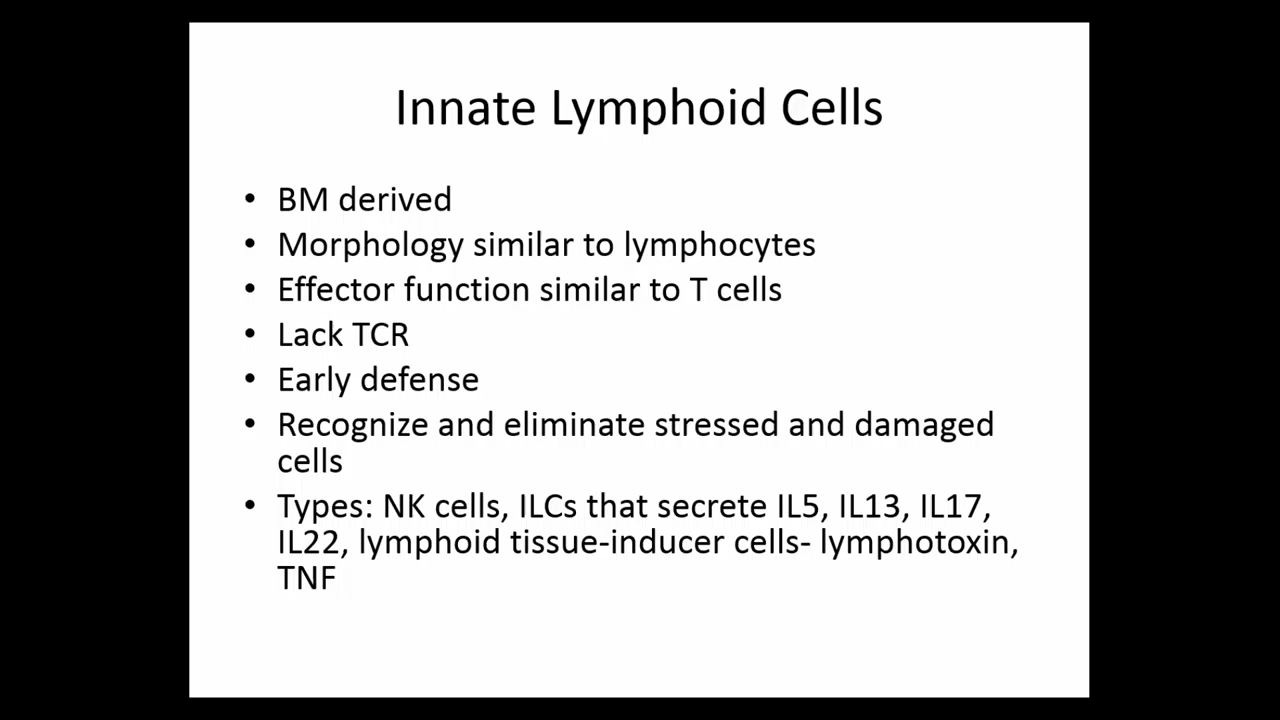 Innate Lymphoid Cells
• BM derived
• Morphology similar to lymphocytes
• Effector function similar to T cells
• Lack TCR
• Early defense
• Recognize and eliminate stressed and damaged
cells
• Types: NK cells, ILCs that secrete IL5, IL13, IL17,
IL22, lymphoid tissue-inducer cells- lymphotoxin,
TNF